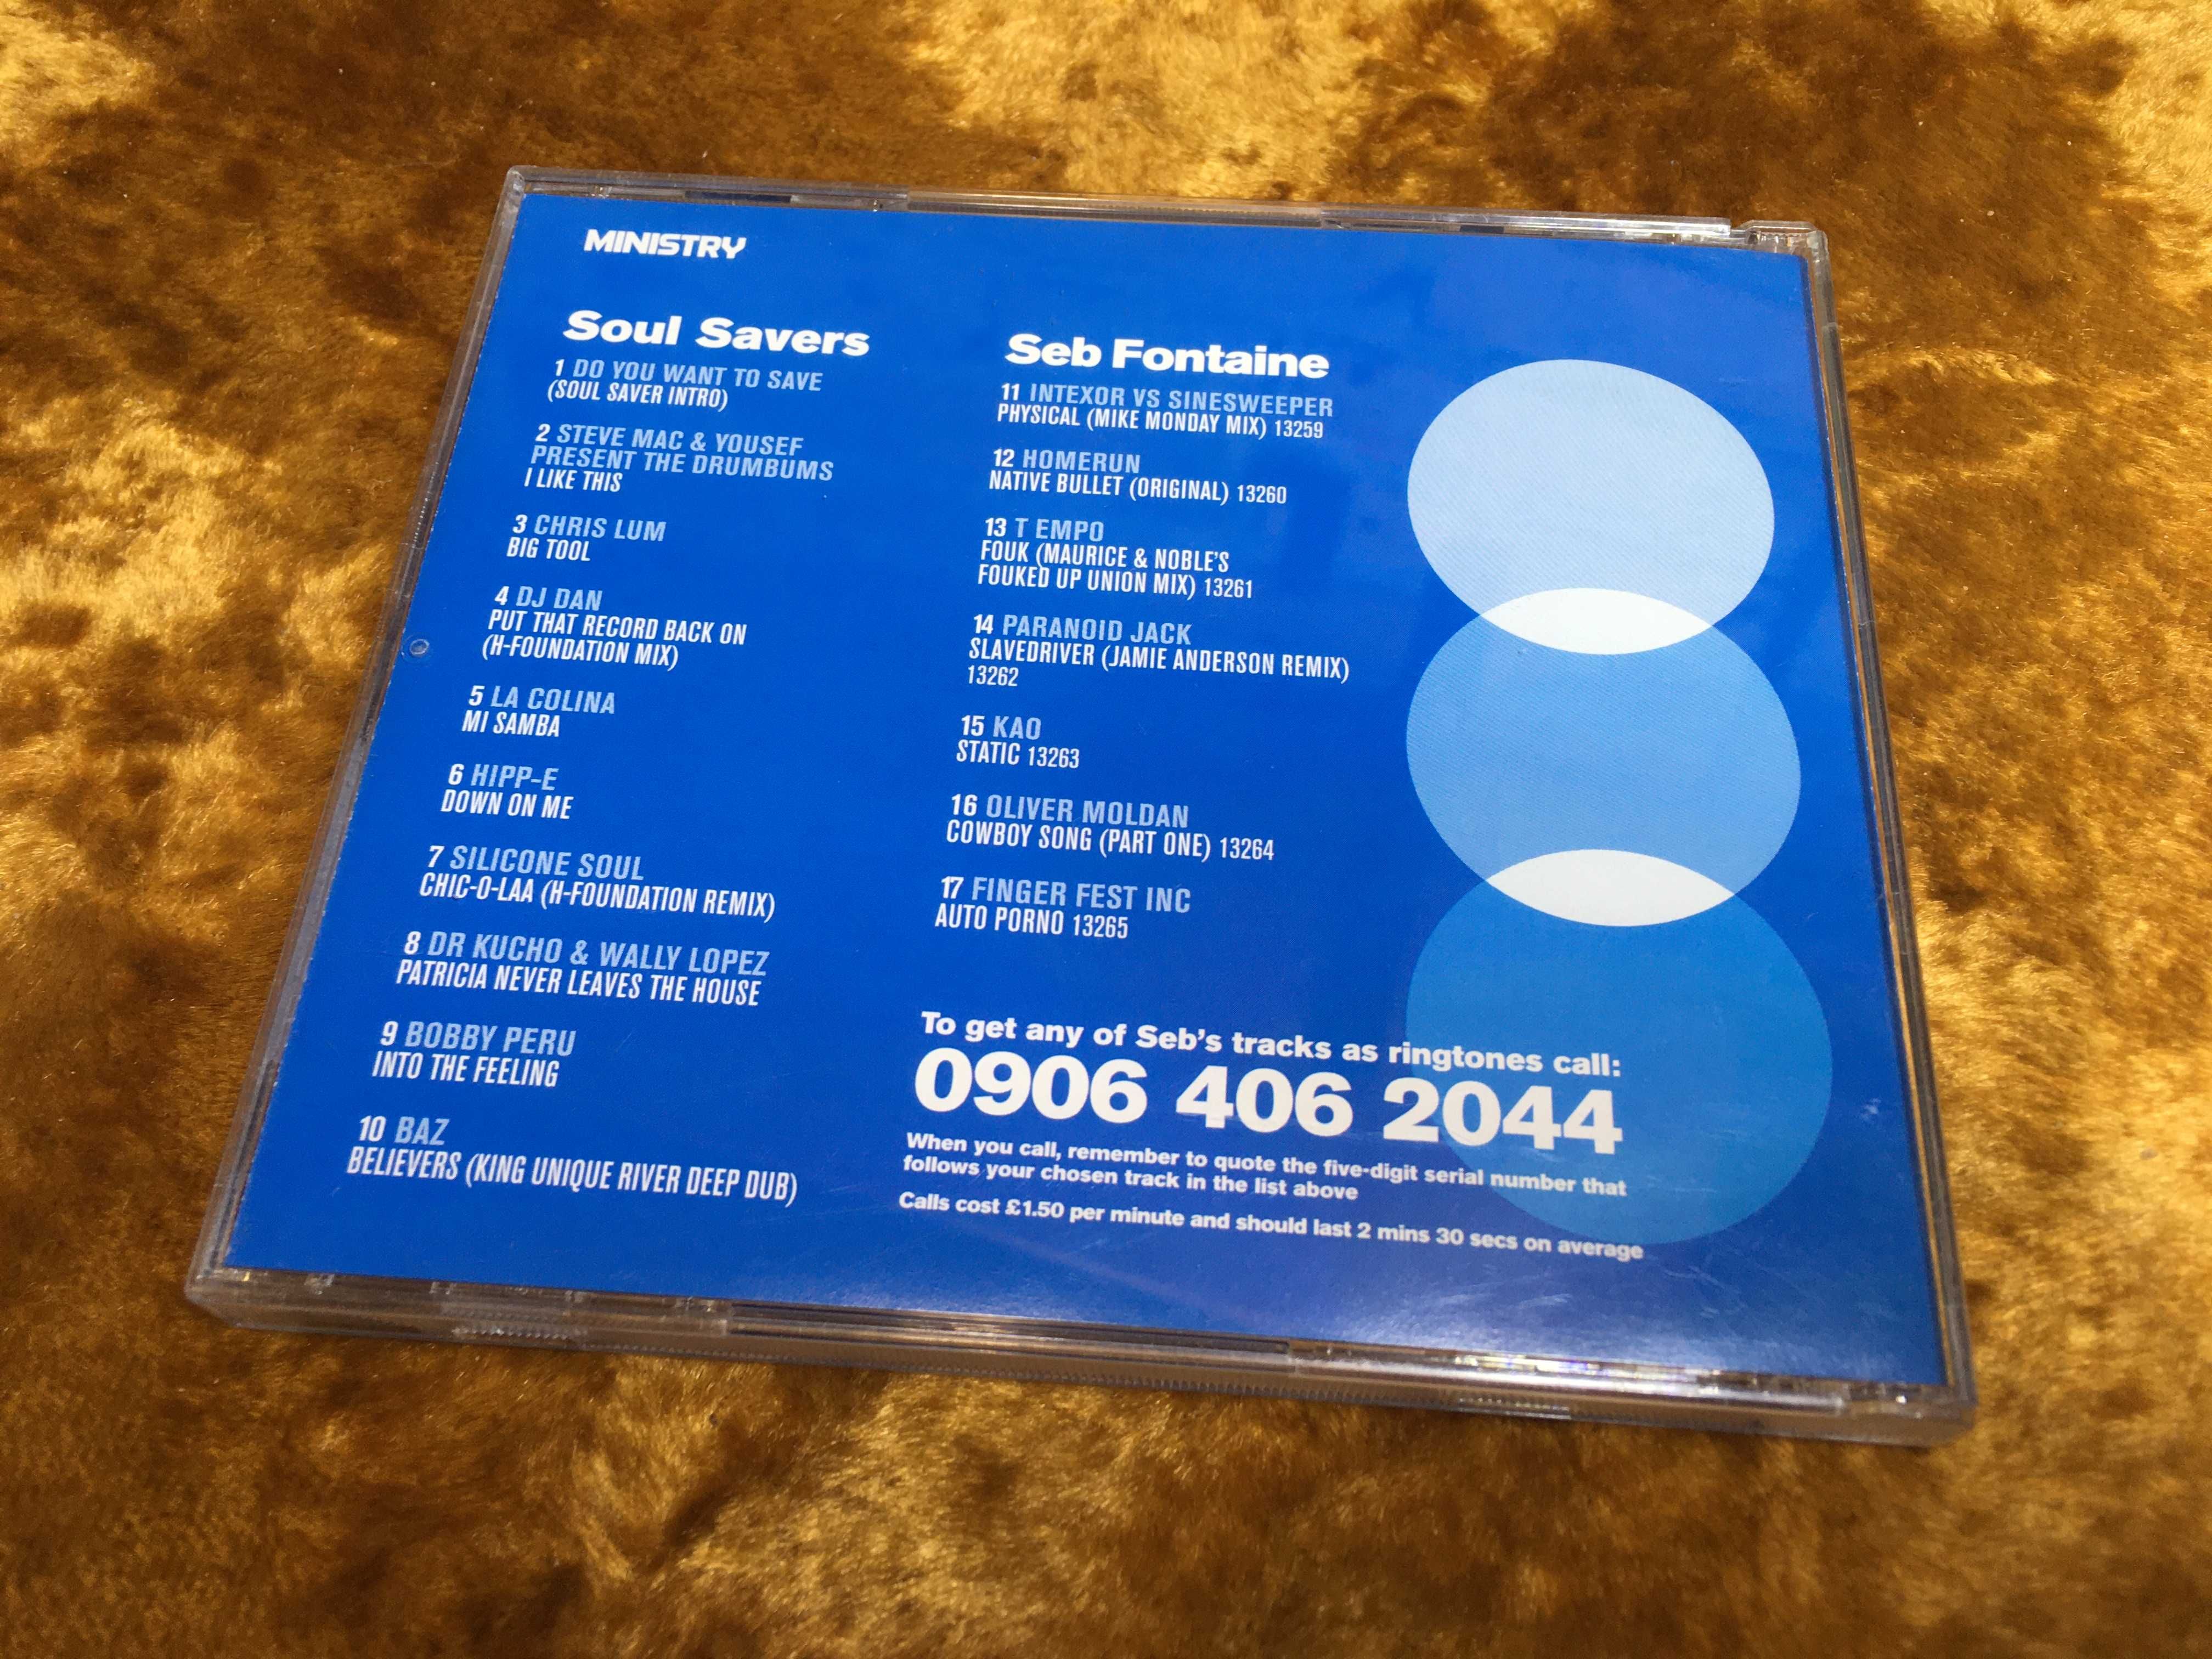 MINISTRY
Soul Savers
1 DO YOU WANT TO SAVE
(SOUL SAVER INTRO)
2 STEVE MAC & YOUSEF
PRESENT THE DRUMBUMS
I LIKE THIS
3 CHRIS LUM
BIG TOOL
4 DJ DAN
PUT THAT RECORD BACK ON
(H-FOUNDATION MIX)
5 LA COLINA
MI SAMBA
6 HIPP-E
DOWN ON ME
7 SILICONE SOUL
CHIC-O-LAA (H-FOUNDATION REMIX)
8 DR KUCHO & WALLY LOPEZ
PATRICIA NEVER LEAVES THE HOUSE
9 BOBBY PERU
INTO THE FEELING
10 BAZ
BELIEVERS (KING UNIQUE RIVER DEEP DUB)
Seb Fontaine
11 INTEXOR VS SINESWEEPER
PHYSICAL (MIKE MONDAY MIX) 13259
12 HOMERUN
NATIVE BULLET (ORIGINAL) 13260
13 T EMPO
FOUK (MAURICE & NOBLE'S
FOUKED UP UNION MIX) 13261
14 PARANOID JACK
SLAVEDRIVER (JAMIE ANDERSON REMIX)
13262
15 KAO
STATIC 13263
16 OLIVER MOLDAN
COWBOY SONG (PART ONE) 13264
17 FINGER FEST INC
AUTO PORNO 13265
To get any of Seb's tracks as ringtones call:
0906 406 2044
When you call, remember to quote the five-digit serial number that
follows your chosen track in the list above
Calls cost £1.50 per minute and should last 2 mins 30 secs on average